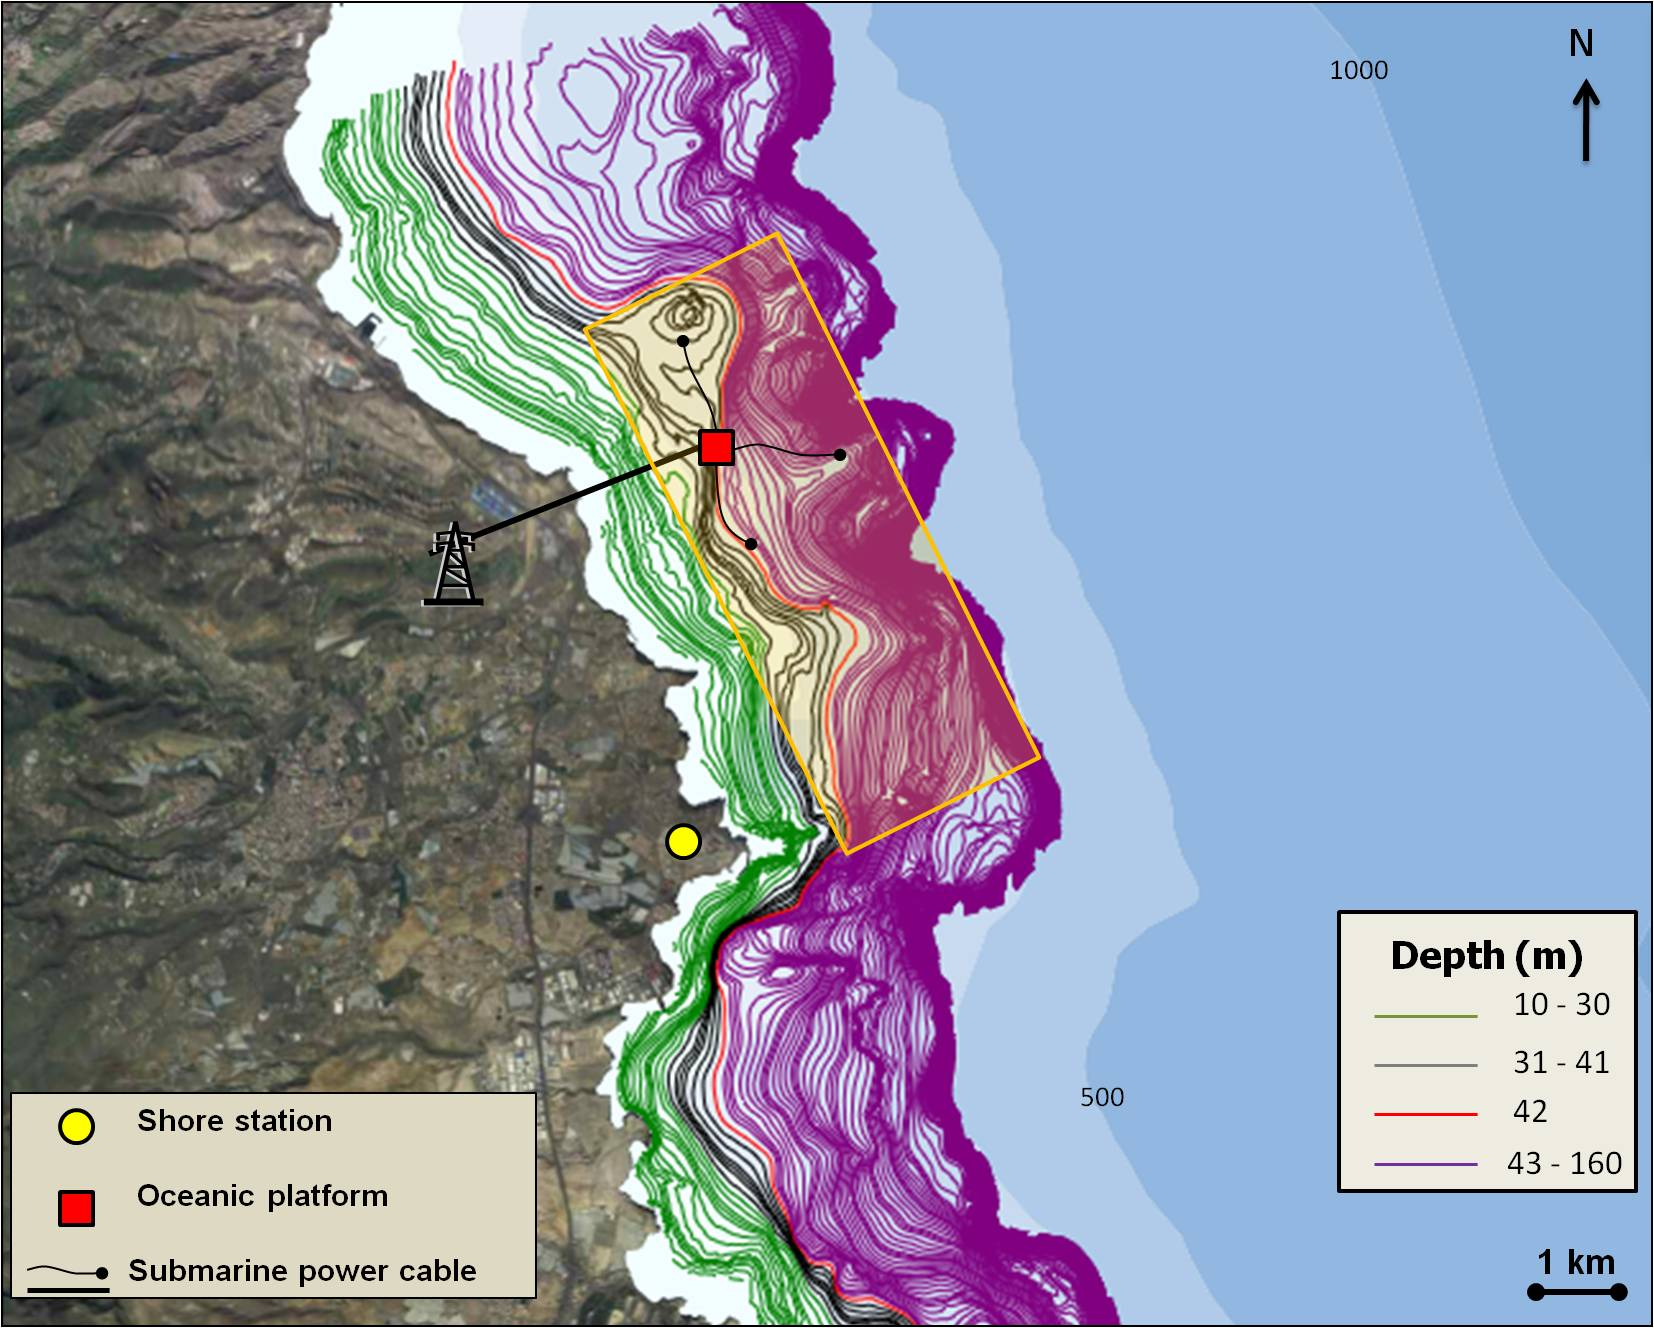 N
1000
Depth (m)
10 - 30
31 - 41
42
43 - 160
500
Shore station
Oceanic platform
Submarine power cable
1 km